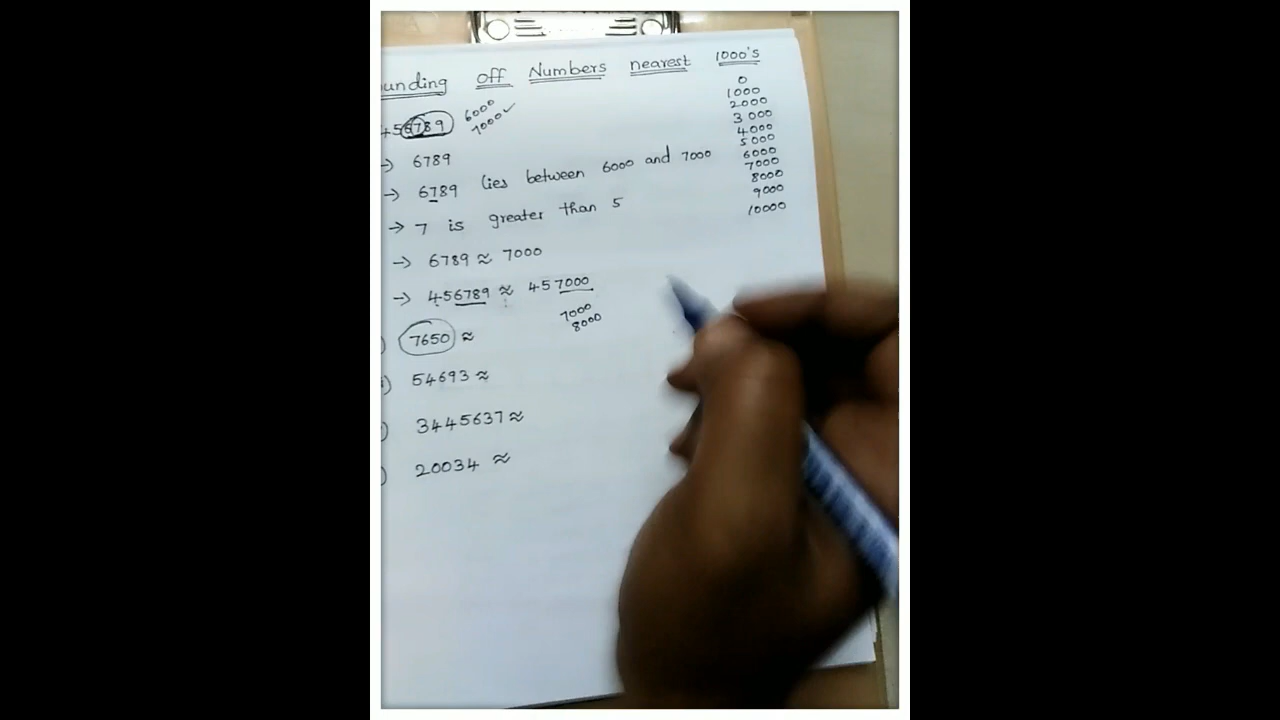 unding off Numbers nearest 1000's
456789 6000
7000 ✓
0
1000
2000
3000
4000
5000
6000
7000
8000
9000
10000
→ 6789
→ 6789 lies between 6000 and 7000
→ 7 is greater than 5
→ 6789 ≈ 7000
→ 456789 ≈ 457000
7000
8000
) 7650 ≈
) 54693 ≈
) 3445637 ≈
) 20034 ≈